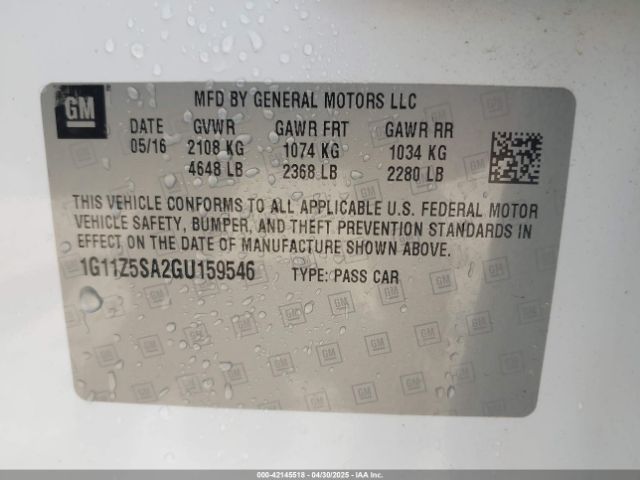 GM
MFD BY GENERAL MOTORS LLC
DATE GVWR GAWR FRT GAWR RR
05/16 2108 KG 1074 KG 1034 KG
4648 LB 2368 LB 2280 LB
THIS VEHICLE CONFORMS TO ALL APPLICABLE U.S. FEDERAL MOTOR
VEHICLE SAFETY, BUMPER, AND THEFT PREVENTION STANDARDS IN
EFFECT ON THE DATE OF MANUFACTURE SHOWN ABOVE.
1G11Z5SA2GU159546 TYPE: PASS CAR
000-42145518 - 04/30/2025 - Copyright IAA, LLC.